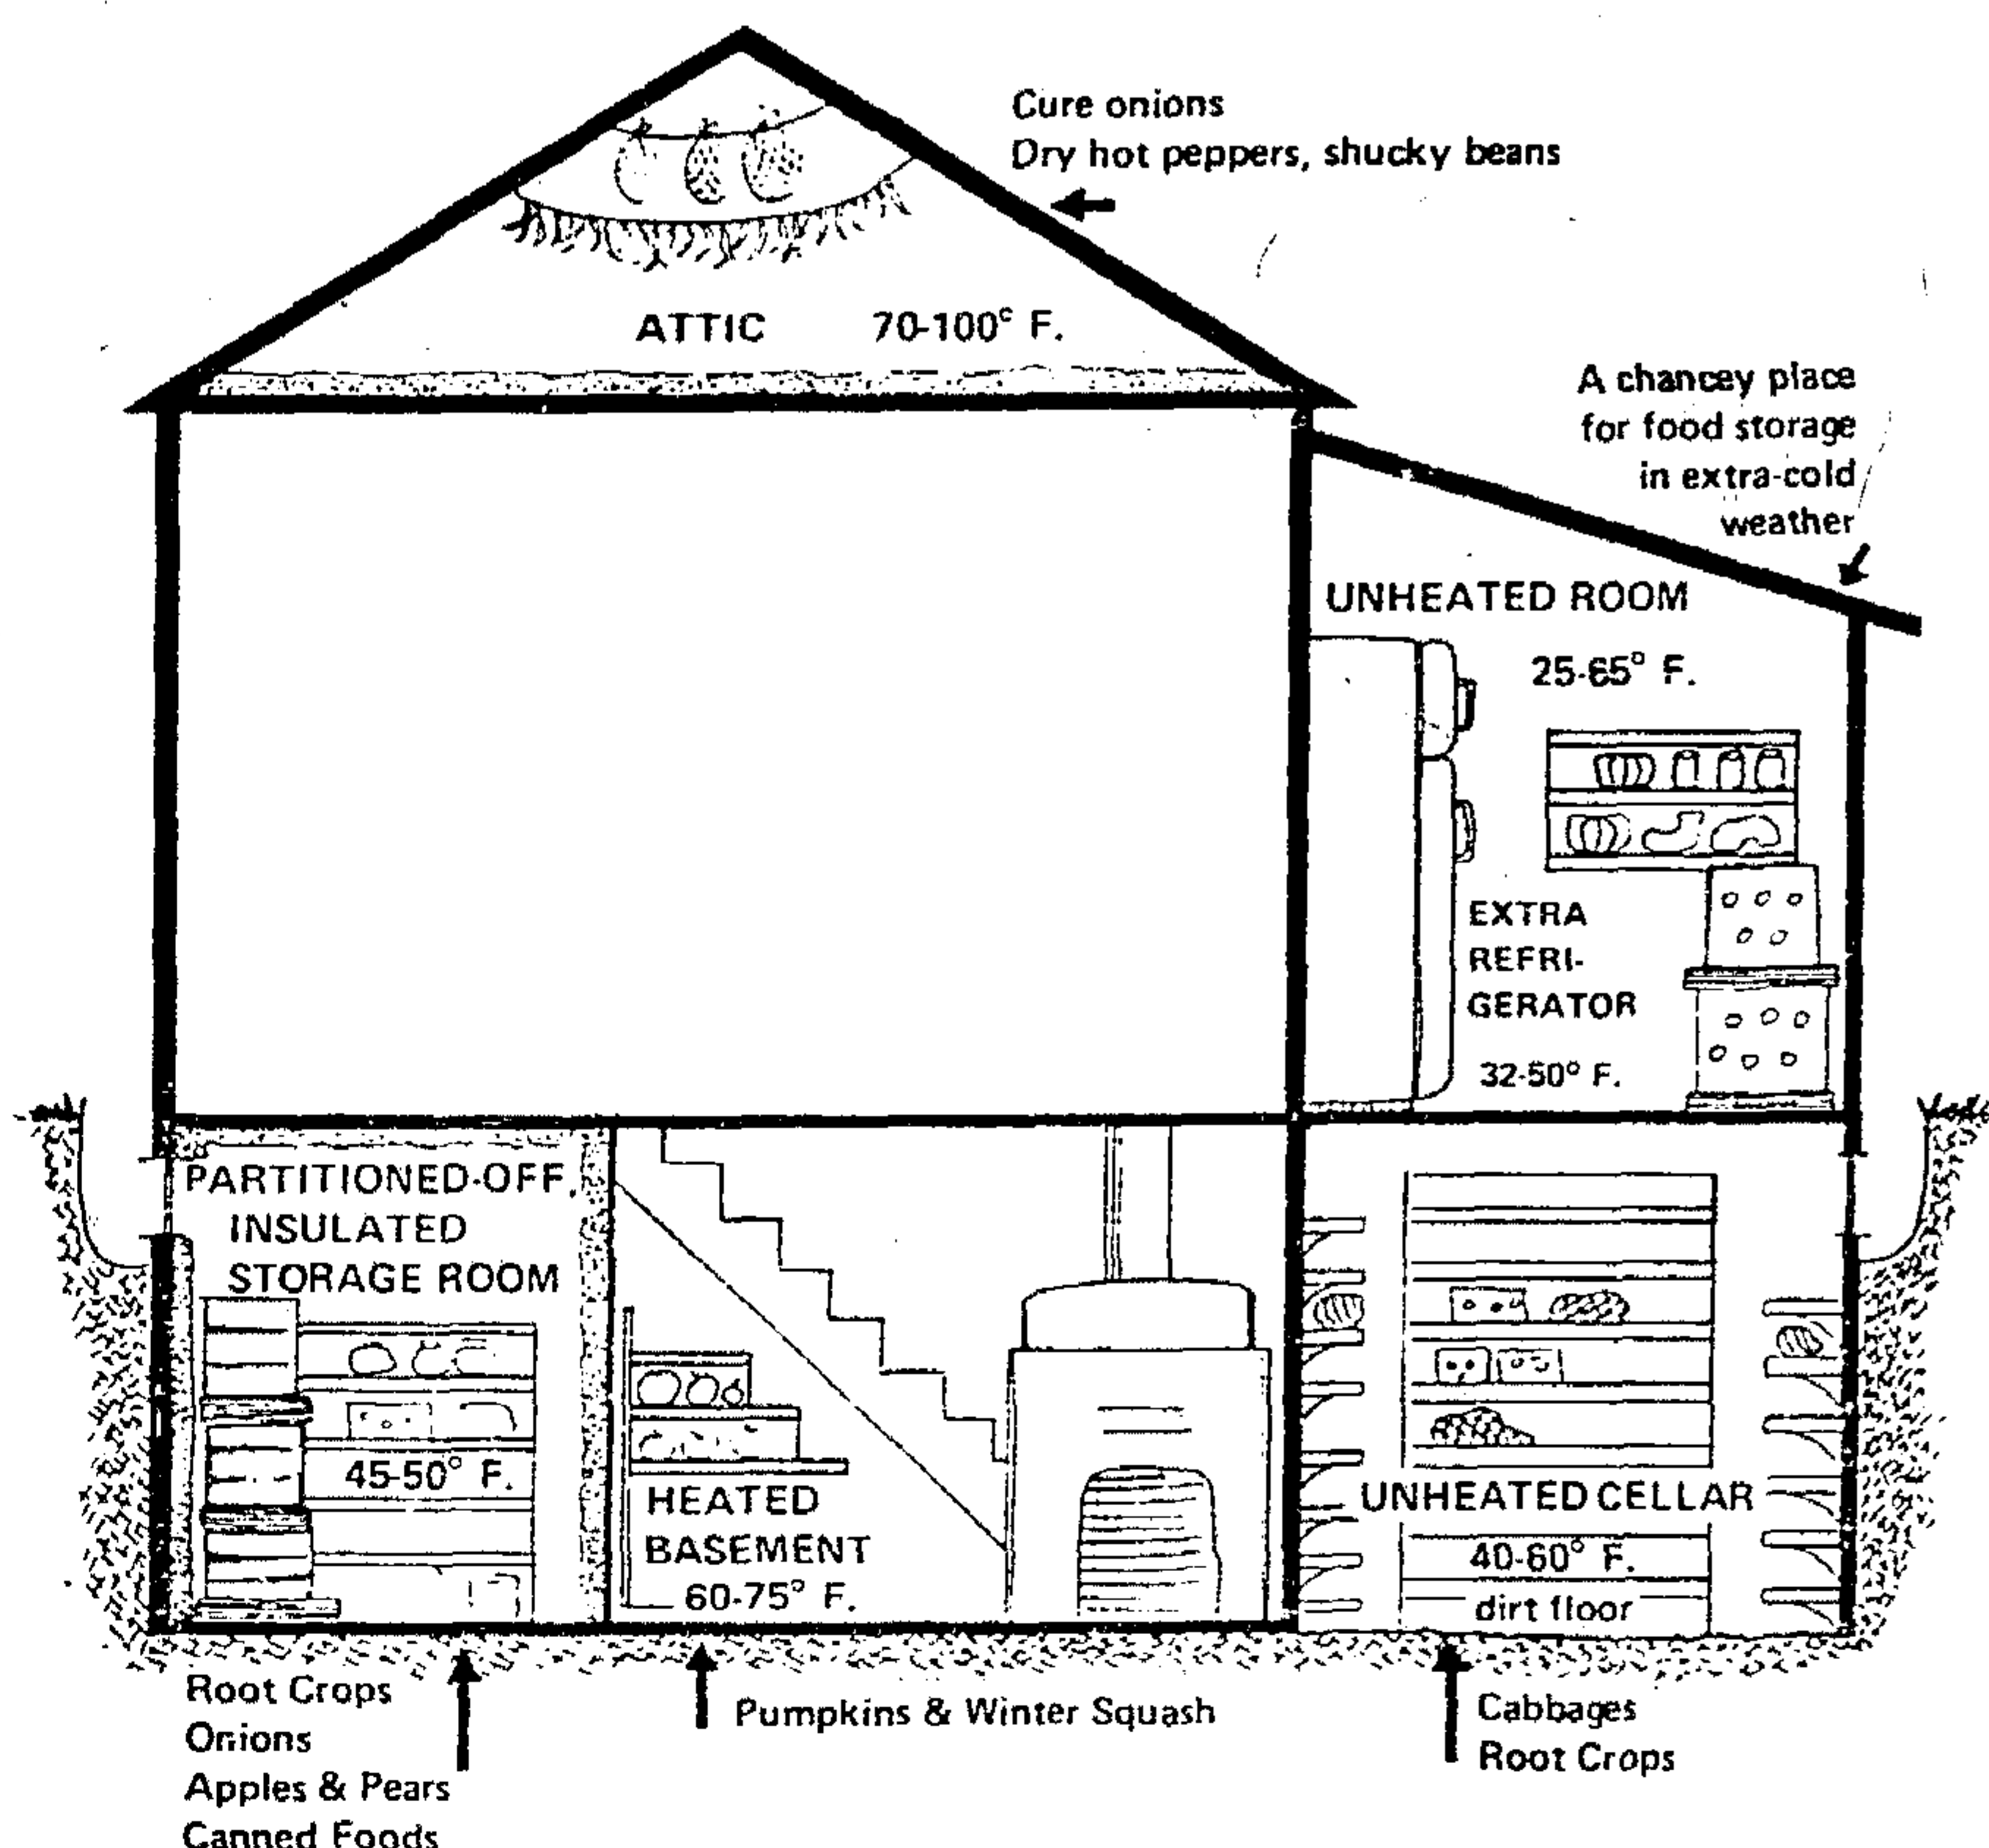 Cure onions
Dry hot peppers, shucky beans
ATTIC 70-100° F.
A chancey place
for food storage
in extra-cold
weather
UNHEATED ROOM
25-65° F.
EXTRA
REFRI-
GERATOR
32-50° F.
PARTITIONED-OFF,
INSULATED
STORAGE ROOM
45-50° F.
HEATED
BASEMENT
60-75° F.
UNHEATED CELLAR
40-60° F.
dirt floor
Root Crops
Onions
Apples & Pears
Canned Foods
Pumpkins & Winter Squash
Cabbages
Root Crops